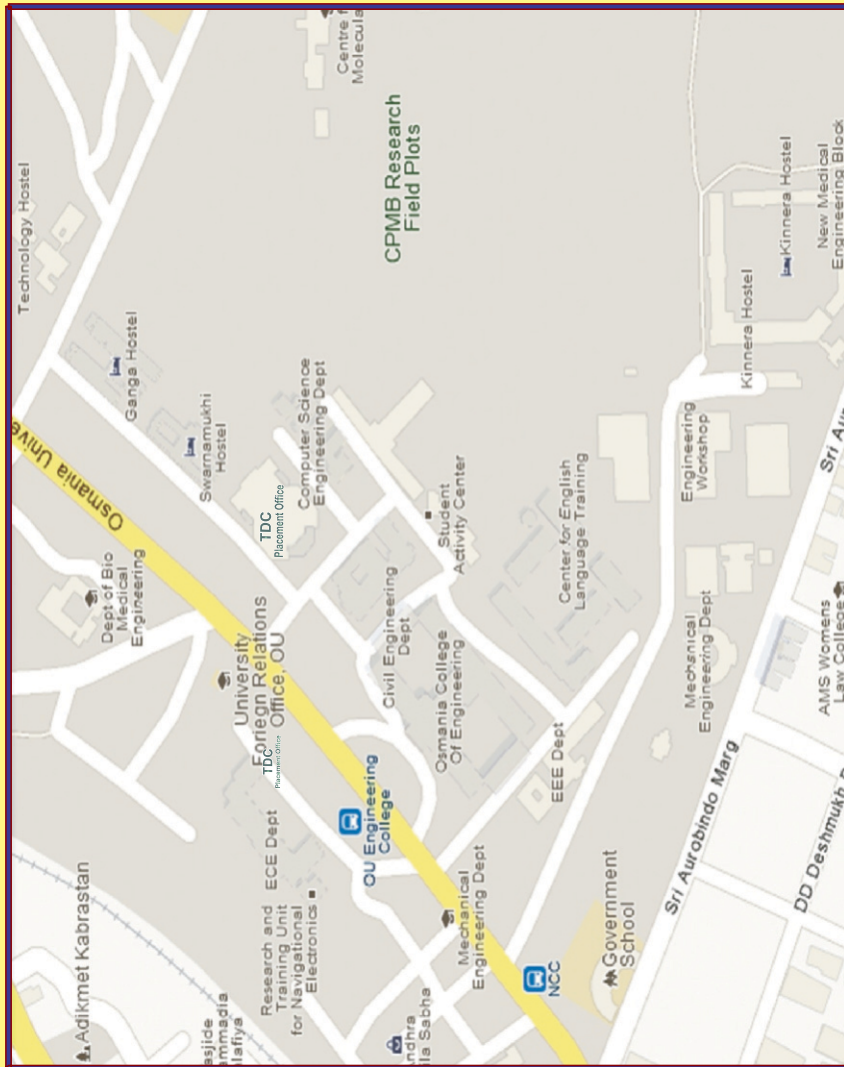 Technology Hostel
Centre f
Molecula
CPMB Research
Field Plots
Kinnera Hostel
New Medical
Engineering Block
Kinnera Hostel
Ganga Hostel
Swarnamukhi
Hostel
Computer Science
Engineering Dept
Osmania Unive
TDC
Placement Office
Student
Activity Center
Center for English
Language Training
Engineering
Workshop
Sri Aur
Dept of Bio
Medical
Engineering
University
Foriegn Relations
Office, OU
Civil Engineering
Dept
Osmania College
Of Engineering
Mechanical
Engineering Dept
AMS Womens
Law College
TDC
Placement Office
ECE Dept
OU Engineering
College
EEE Dept
Sri Aurobindo Marg
DD Deshmukh
Adikmet Kabrastan
Research and
Training Unit
for Navigational
Electronics
Mechanical
Engineering Dept
Government
School
NCC
asjide
ammadia
alafiya
Andhra
ila Sabha